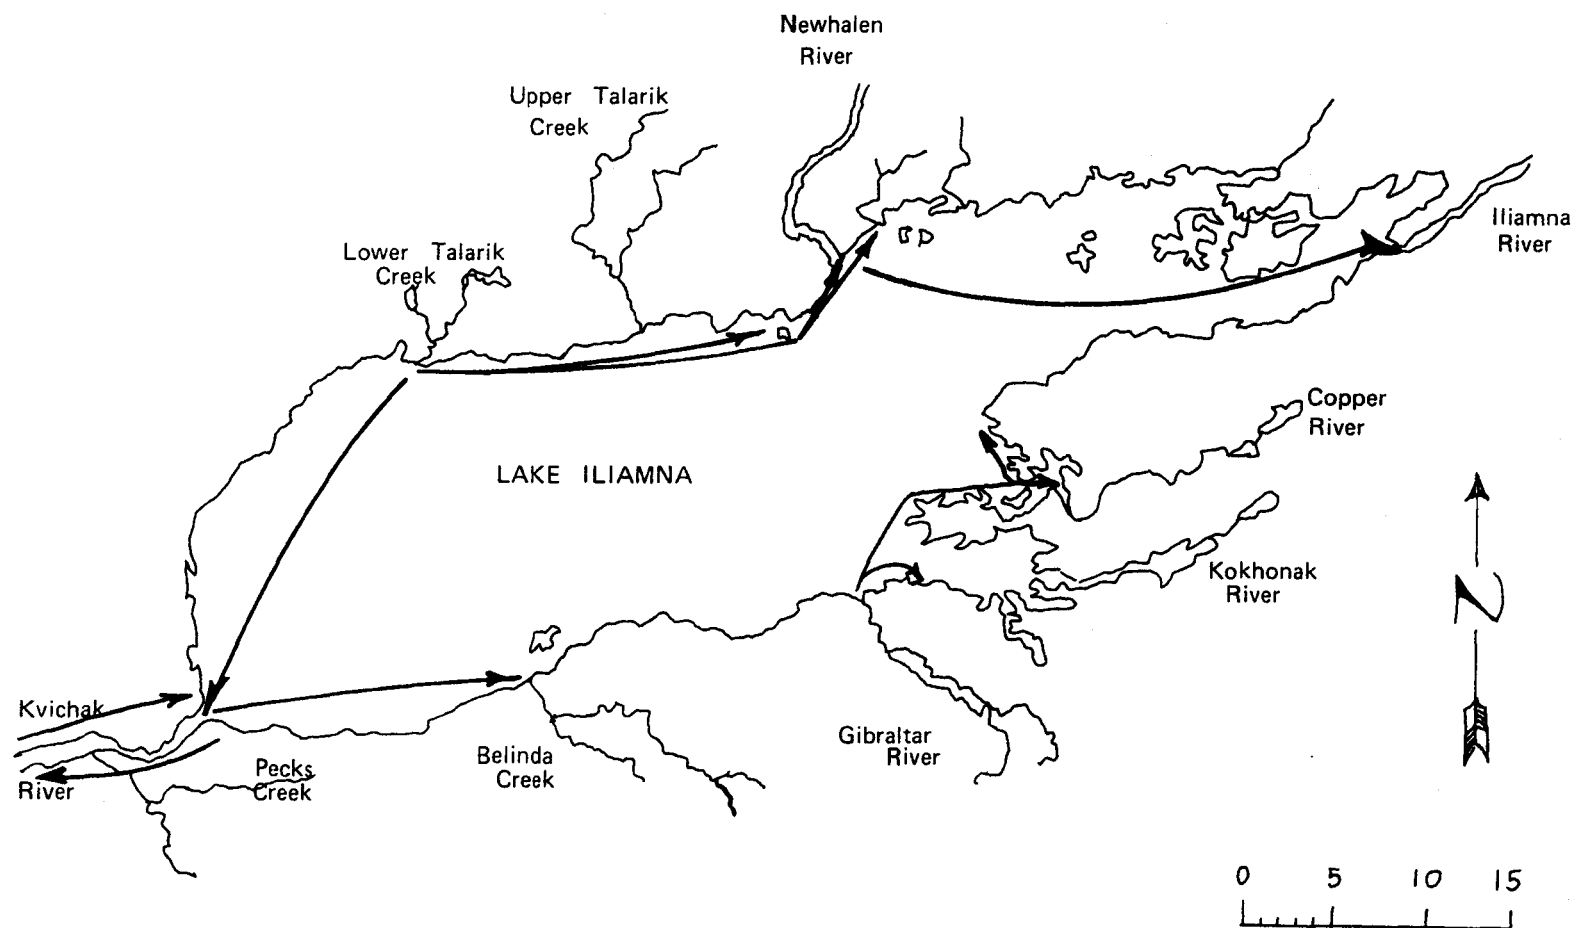 Newhalen
River
Upper Talarik
Creek
Lower Talarik
Creek
Iliamna
River
Copper
River
LAKE ILIAMNA
Kokhonak
River
N
Kvichak
River
Pecks
Creek
Belinda
Creek
Gibraltar
River
0 5 10 15